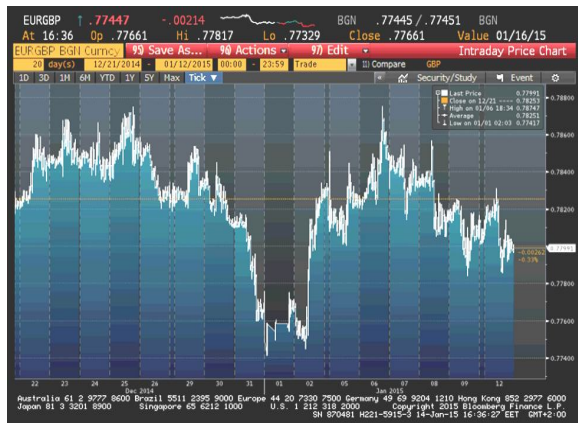 EURGBP ↑ .77447 -.00214 BGN .77445 / .77451 BGN
At 16:36 Op .77661 Hi .77817 Lo .77329 Close .77661 Value 01/16/15
EURGBP BGN Curncy 95) Save As... 96) Actions 97) Edit Intraday Price Chart
20 day(s) 12/21/2014 - 01/12/2015 00:00 - 23:59 Trade Compare GBP
1D 3D 1M 6M YTD 1Y 5Y Max Tick ▼ « Security/Study Event
Last Price 0.77991
Close on 12/21 ---- 0.78253
High on 01/06 18:34 0.78747
Average 0.78251
Low on 01/01 02:03 0.77417
0.78800
0.78600
0.78400
0.78200
0.77991
-0.00262
-0.33%
0.77800
0.77600
0.77400
22 23 24 25 26 28 29 30 31 01 02 04 05 06 07 08 09 11 12
Dec 2014 Jan 2015
Australia 61 2 9777 8600 Brazil 5511 2395 9000 Europe 44 20 7330 7500 Germany 49 69 9204 1210 Hong Kong 852 2977 6000
Japan 81 3 3201 8900 Singapore 65 6212 1000 U.S. 1 212 318 2000 Copyright 2015 Bloomberg Finance L.P.
SN 870481 H221-5915-3 14-Jan-15 16:36:27 EET GMT+2:00